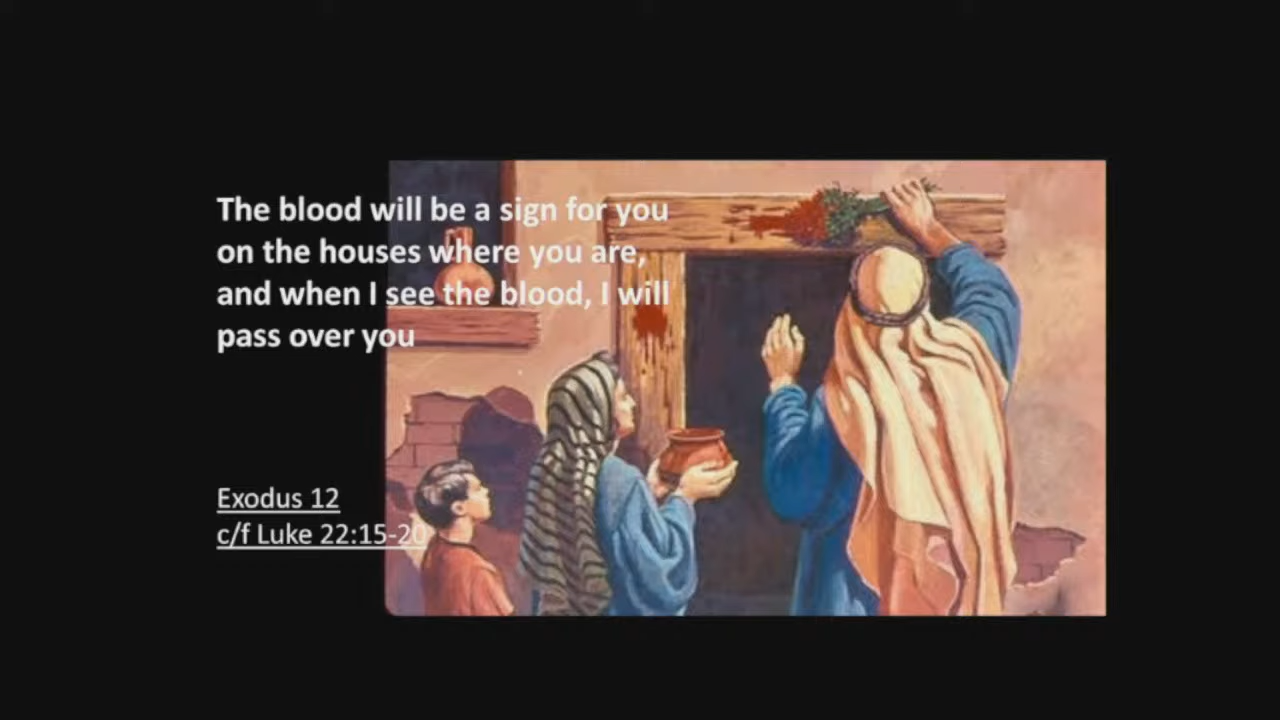 The blood will be a sign for you
on the houses where you are,
and when I see the blood, I will
pass over you
Exodus 12
c/f Luke 22:15-20